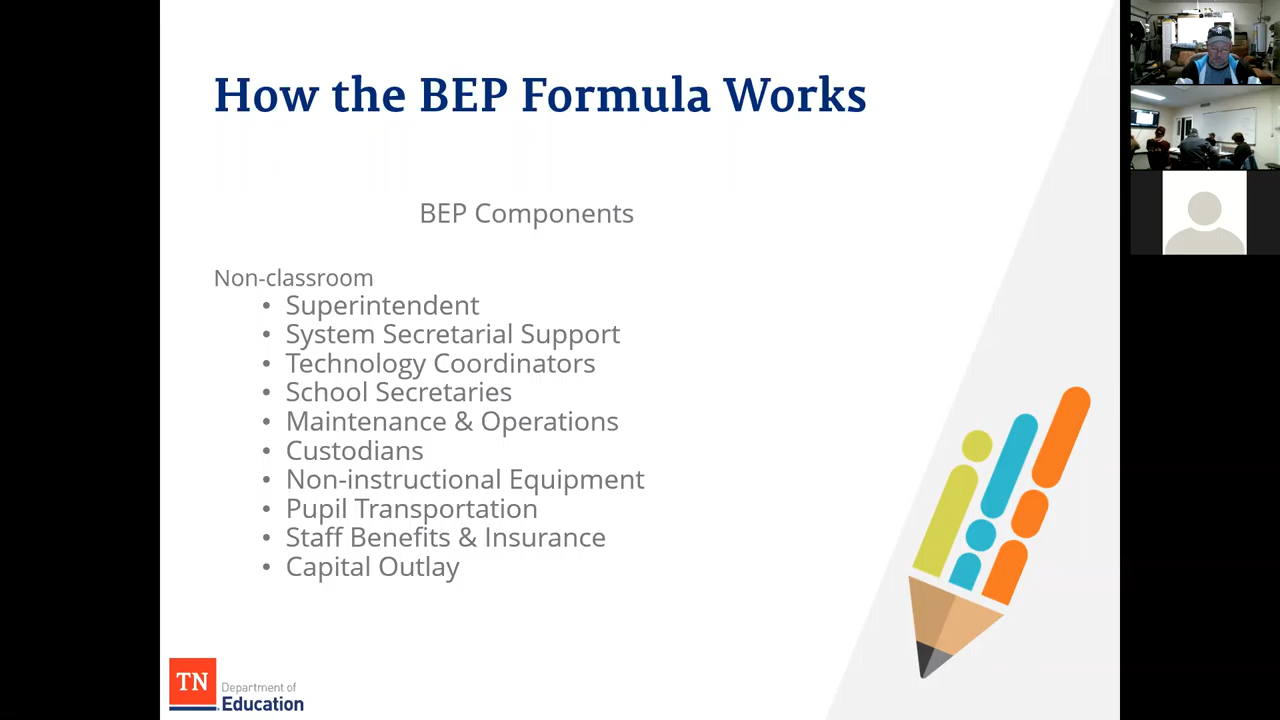 How the BEP Formula Works
BEP Components
Non-classroom
• Superintendent
• System Secretarial Support
• Technology Coordinators
• School Secretaries
• Maintenance & Operations
• Custodians
• Non-instructional Equipment
• Pupil Transportation
• Staff Benefits & Insurance
• Capital Outlay
TN
Department of
Education